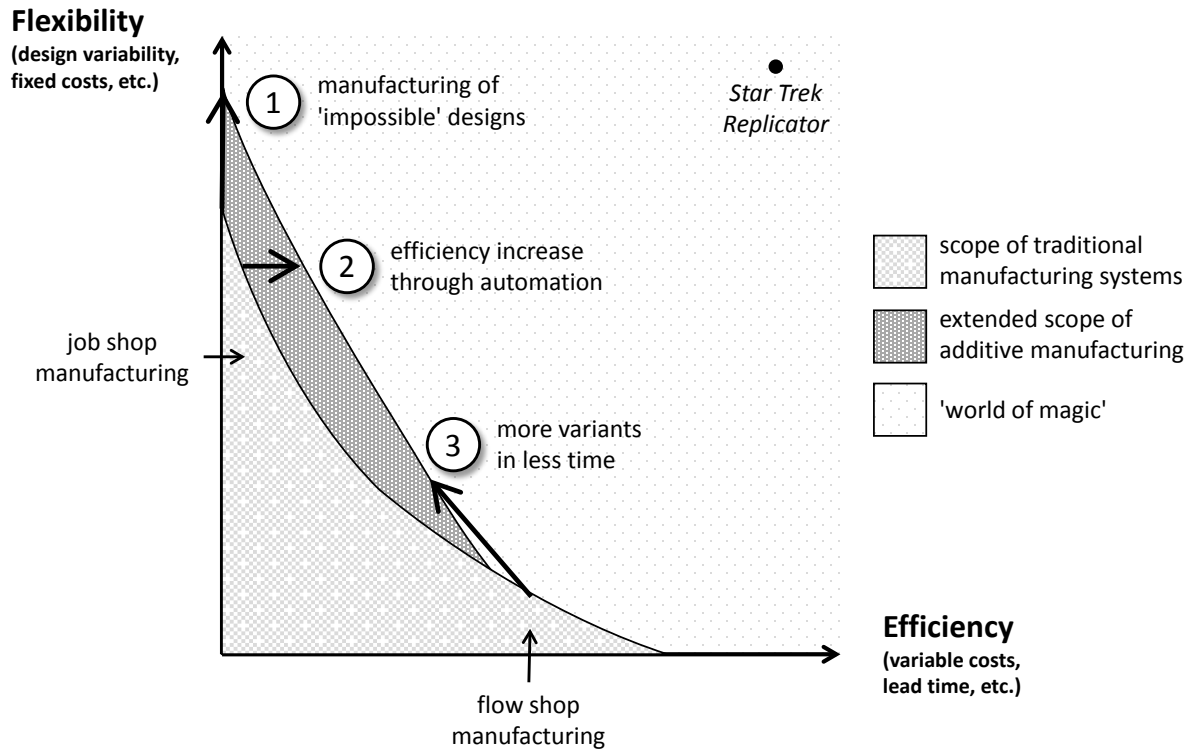 Flexibility
(design variability,
fixed costs, etc.)
1
manufacturing of
'impossible' designs
Star Trek
Replicator
2
efficiency increase
through automation
job shop
manufacturing
3
more variants
in less time
scope of traditional
manufacturing systems
extended scope of
additive manufacturing
'world of magic'
Efficiency
(variable costs,
lead time, etc.)
flow shop
manufacturing